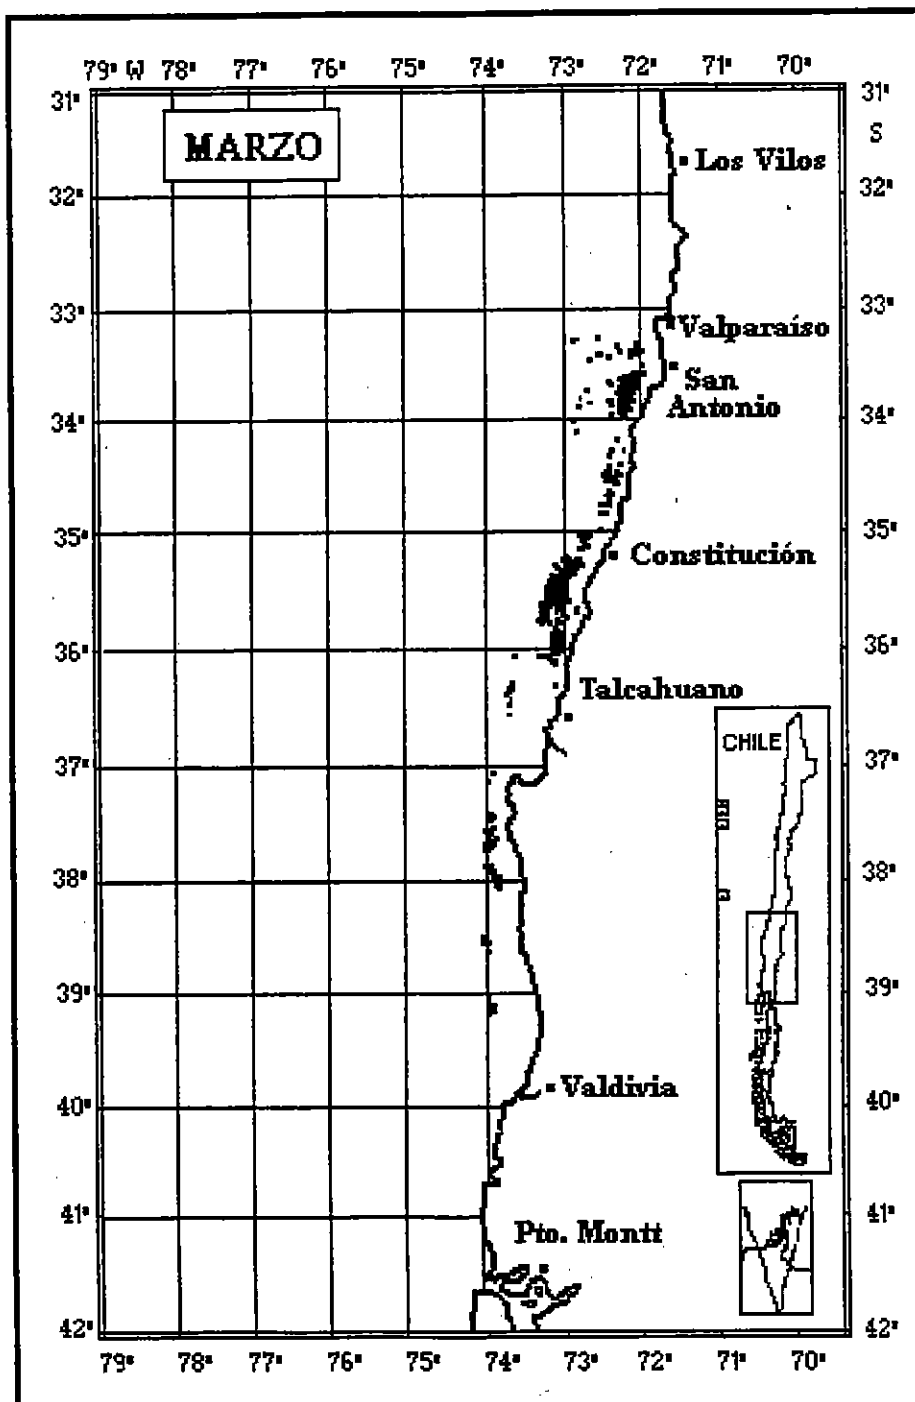 79° W 78° 77° 76° 75° 74° 73° 72° 71° 70°
31° 31°
S
MARZO
Los Vilos
32° 32°
33° 33°
Valparaíso
San
Antonio
34° 34°
35° 35°
Constitución
36° 36°
Talcahuano
CHILE
37° 37°
38° 38°
39° 39°
Valdivia
40° 40°
41° 41°
Pto. Montt
42° 42°
79° 78° 77° 76° 75° 74° 73° 72° 71° 70°